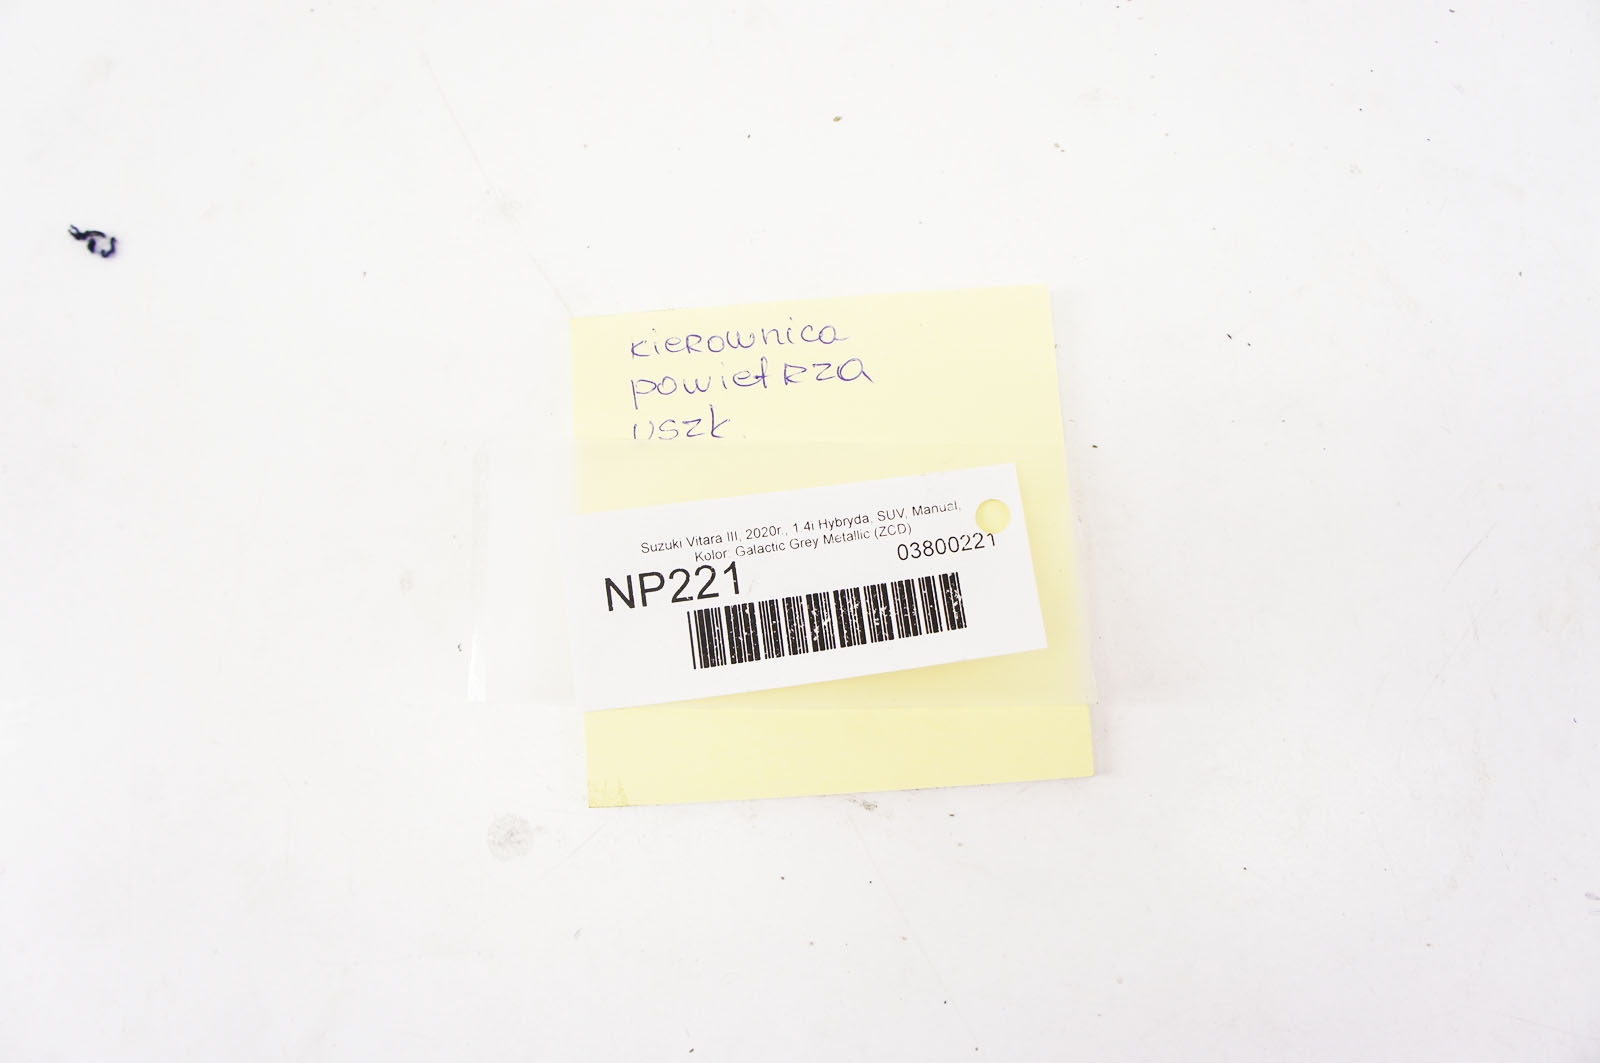 kierownica
powietrza
uszk.
Suzuki Vitara III, 2020r., 1.4i Hybryda, SUV, Manual,
Kolor: Galactic Grey Metallic (ZCD)
03800221
NP221